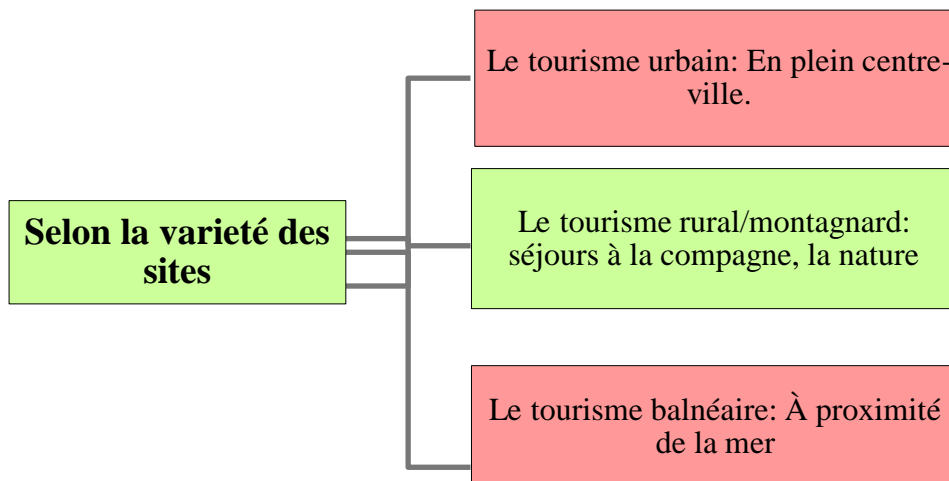 Le tourisme urbain: En plein centre-
ville.
Selon la varieté des
sites
Le tourisme rural/montagnard:
séjours à la compagne, la nature
Le tourisme balnéaire: À proximité
de la mer